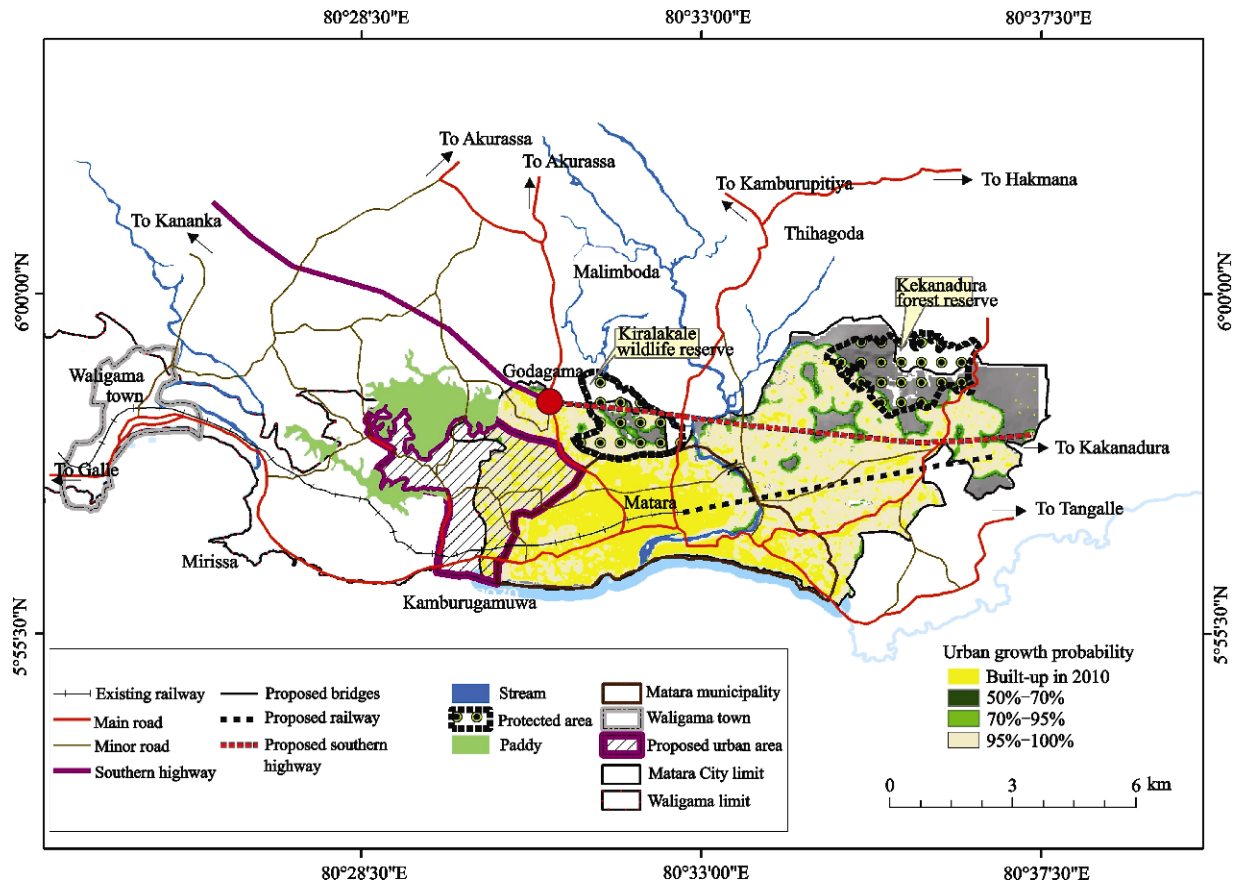 80°28'30"E 80°33'00"E 80°37'30"E
To Akurassa
To Akurassa
To Kamburupitiya
To Hakmana
To Kananka
Thihagoda
Malimboda
6°00'00"N
6°00'00"N
Kekanadura
forest reserve
Kiralakale
wildlife reserve
Waligama
town
Godagama
To Kakanadura
To Galle
Matara
To Tangalle
Mirissa
Kamburugamuwa
5°55'30"N
5°55'30"N
Existing railway
Main road
Minor road
Southern highway
Proposed bridges
Proposed railway
Proposed southern
highway
Stream
Protected area
Paddy
Matara municipality
Waligama town
Proposed urban area
Matara City limit
Waligama limit
Urban growth probability
Built-up in 2010
50%−70%
70%−95%
95%−100%
0 3 6 km
80°28'30"E 80°33'00"E 80°37'30"E